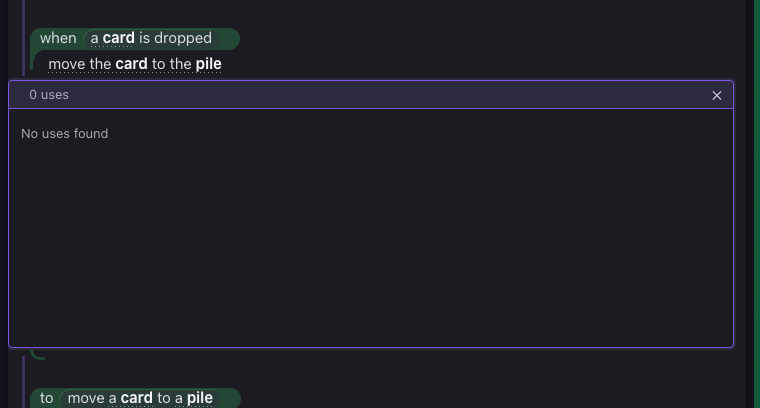 when a card is dropped
move the card to the pile
0 uses
No uses found
to move a card to a pile